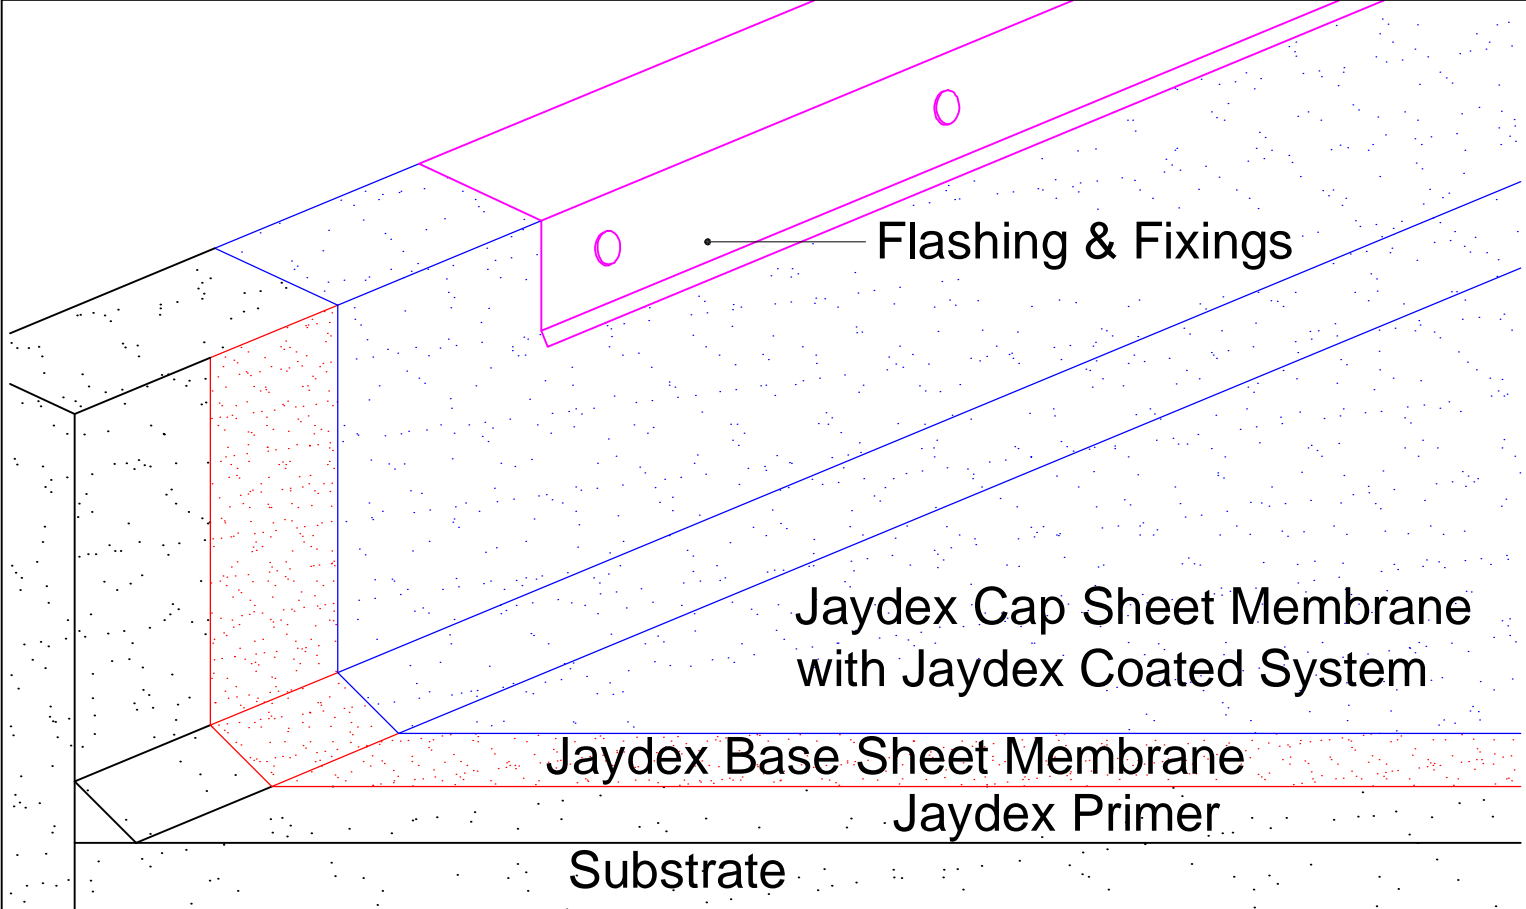 Flashing & Fixings
Jaydex Cap Sheet Membrane
with Jaydex Coated System
Jaydex Base Sheet Membrane
Jaydex Primer
Substrate